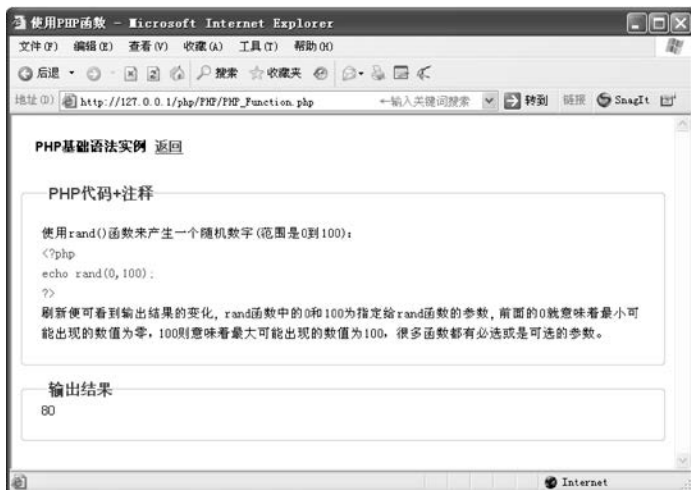 使用PHP函数 - Microsoft Internet Explorer
文件(F) 编辑(E) 查看(V) 收藏(A) 工具(T) 帮助(H)
后退 搜索 收藏夹
地址(D) http://127.0.0.1/php/PHP/PHP_Function.php ←输入关键词搜索 转到 链接 SnagIt
PHP基础语法实例 返回
PHP代码+注释
使用rand()函数来产生一个随机数字(范围是0到100):
<?php
echo rand(0,100);
?>
刷新便可看到输出结果的变化, rand函数中的0和100为指定给rand函数的参数, 前面的0就意味着最小可
能出现的数值为零, 100则意味着最大可能出现的数值为100, 很多函数都有必选或是可选的参数。
输出结果
80
Internet